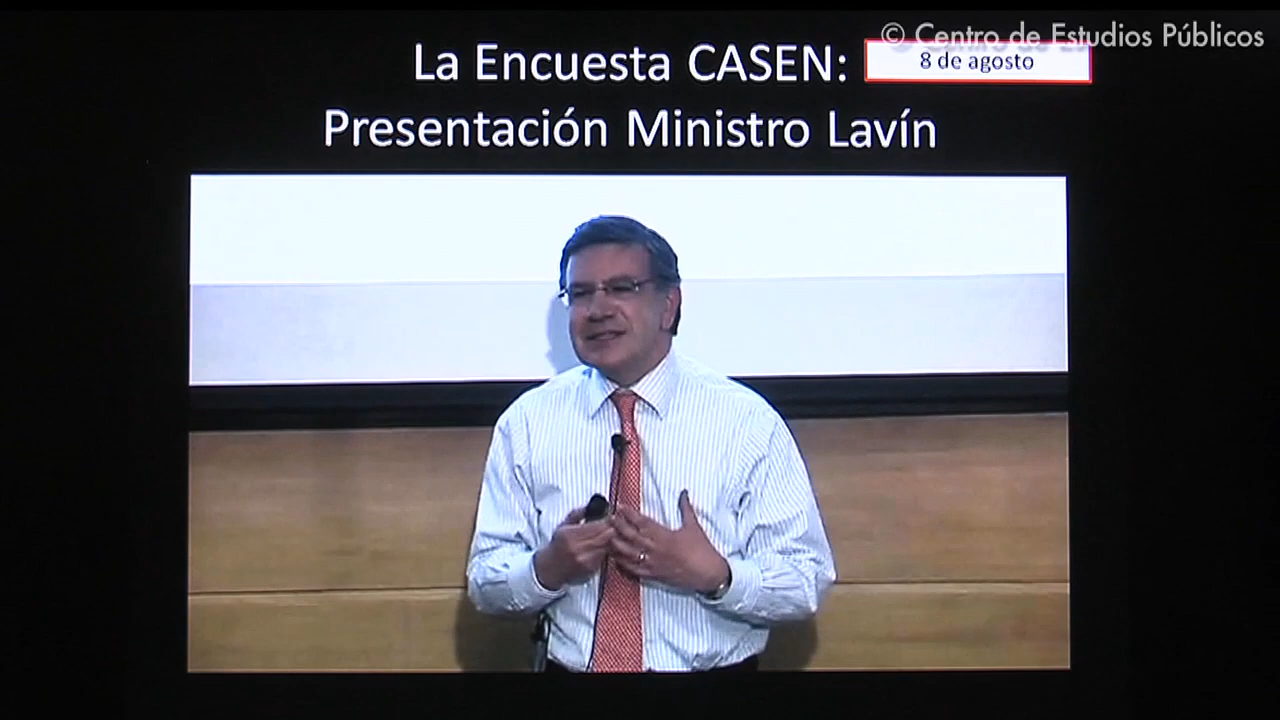 © Centro de Estudios Públicos
La Encuesta CASEN:
8 de agosto
Presentación Ministro Lavín